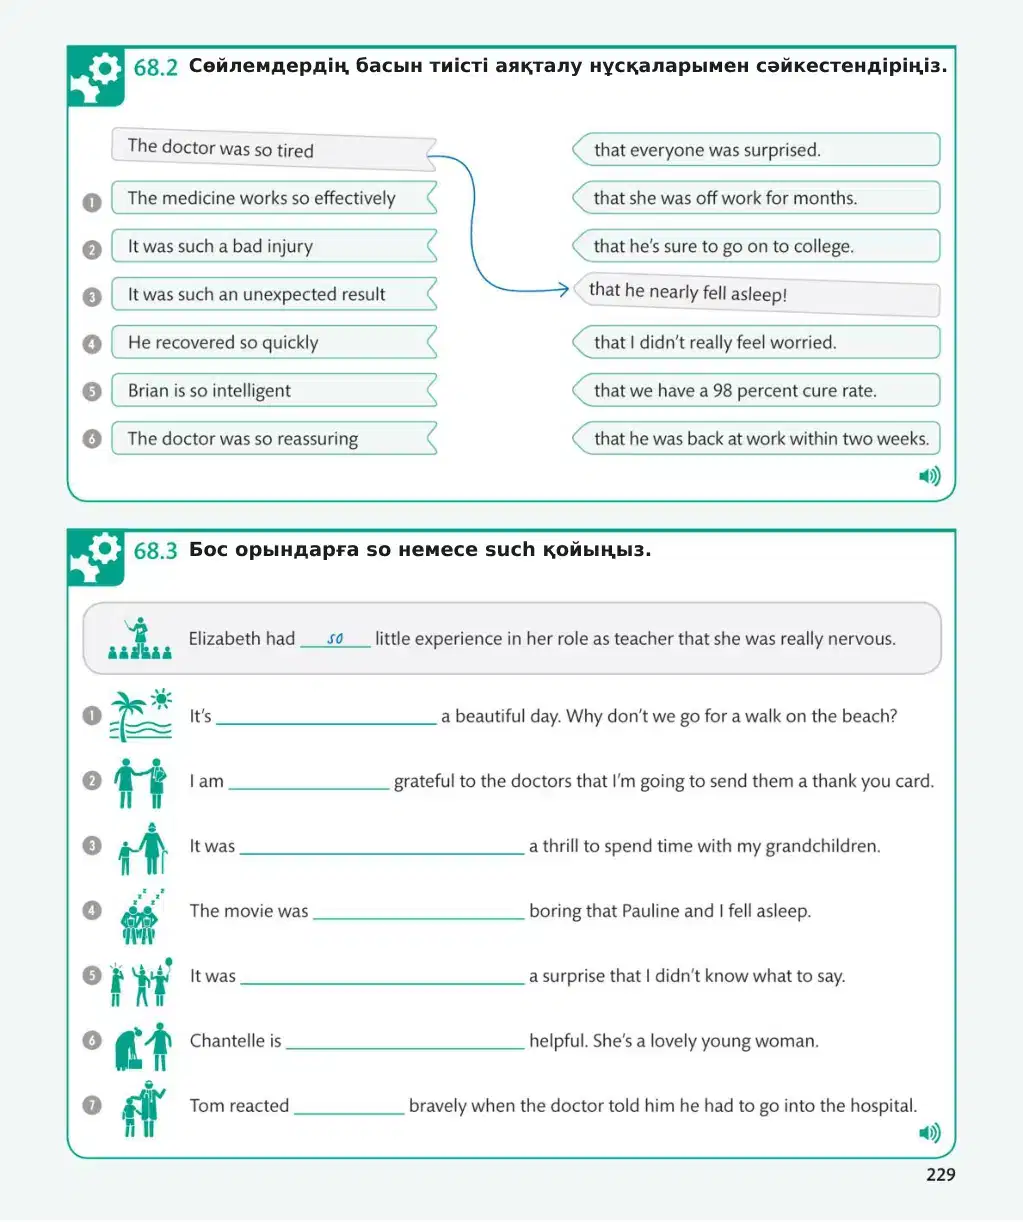 68.2 Сөйлемдердің басын тиісті аяқталу нұсқаларымен сәйкестендіріңіз.
The doctor was so tired
that everyone was surprised.
1 The medicine works so effectively
that she was off work for months.
2 It was such a bad injury
that he's sure to go on to college.
3 It was such an unexpected result
that he nearly fell asleep!
4 He recovered so quickly
that I didn't really feel worried.
5 Brian is so intelligent
that we have a 98 percent cure rate.
6 The doctor was so reassuring
that he was back at work within two weeks.
68.3 Бос орындарға so немесе such қойыңыз.
Elizabeth had so little experience in her role as teacher that she was really nervous.
1 It's ____ a beautiful day. Why don't we go for a walk on the beach?
2 I am ____ grateful to the doctors that I'm going to send them a thank you card.
3 It was ____ a thrill to spend time with my grandchildren.
4 The movie was ____ boring that Pauline and I fell asleep.
5 It was ____ a surprise that I didn't know what to say.
6 Chantelle is ____ helpful. She's a lovely young woman.
7 Tom reacted ____ bravely when the doctor told him he had to go into the hospital.
229